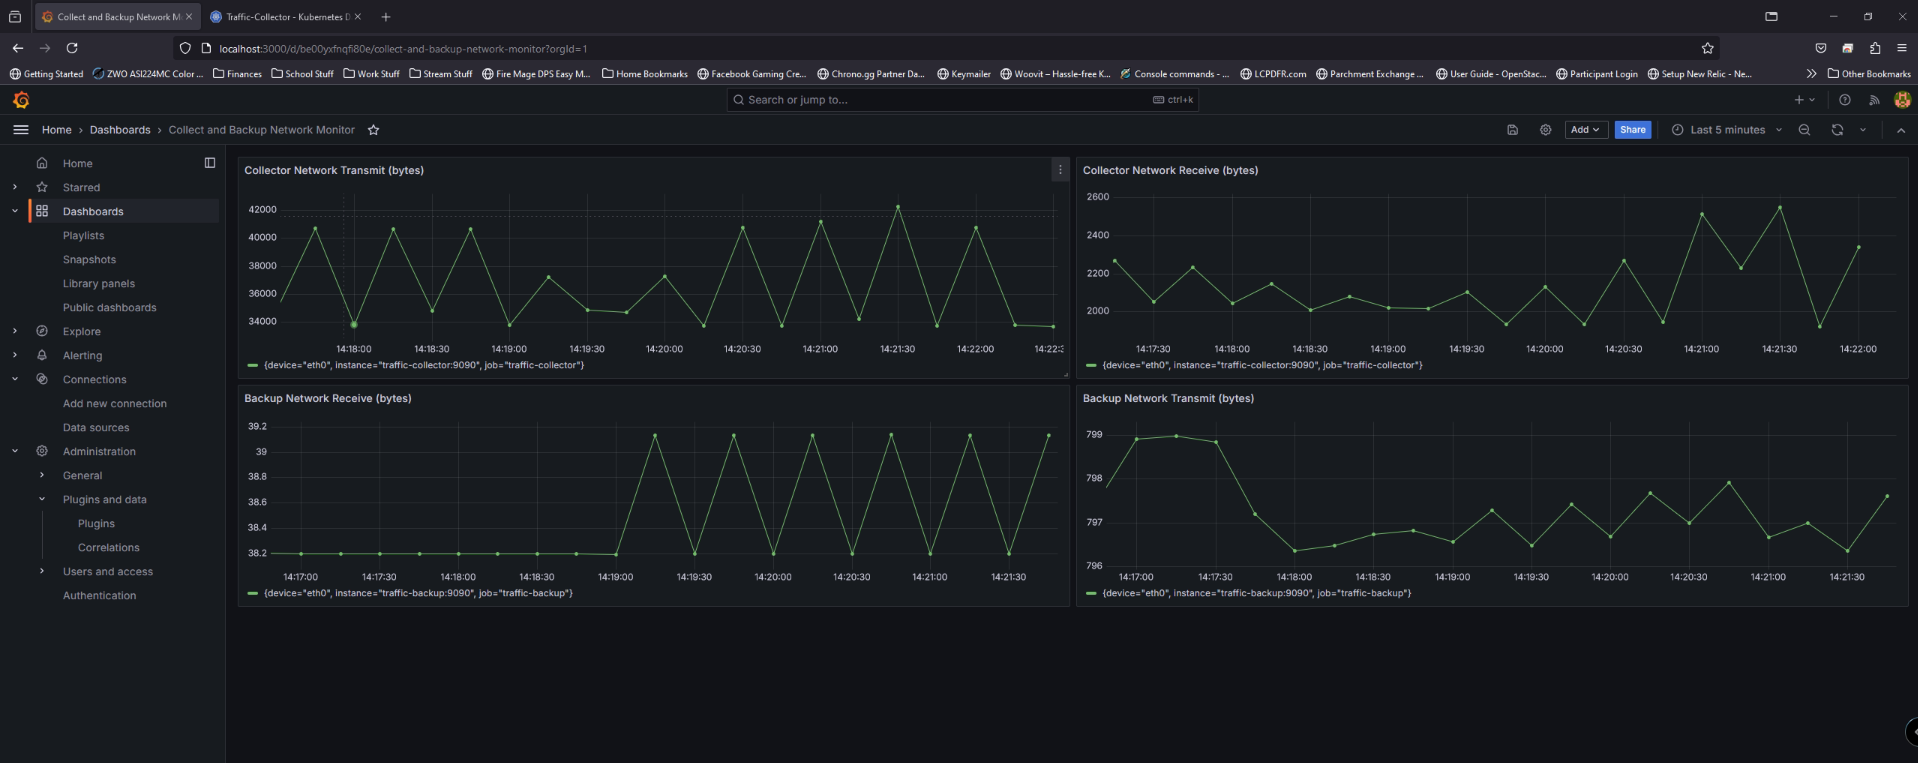 Collect and Backup Network M
Traffic-Collector - Kubernetes D
localhost:3000/d/be00yxfnqfi80e/collect-and-backup-network-monitor?orgId=1
Getting Started ZWO ASI224MC Color ... Finances School Stuff Work Stuff Stream Stuff Fire Mage DPS Easy M... Home Bookmarks Facebook Gaming Cre... Chrono.gg Partner Da... Keymailer Woovit – Hassle-free K... Console commands - ... LCPDFR.com Parchment Exchange ... User Guide - OpenStac... Participant Login Setup New Relic - Ne... Other Bookmarks
Search or jump to... ctrl+k
Home › Dashboards › Collect and Backup Network Monitor
Add Share Last 5 minutes
Home
Starred
Dashboards
Playlists
Snapshots
Library panels
Public dashboards
Explore
Alerting
Connections
Add new connection
Data sources
Administration
General
Plugins and data
Plugins
Correlations
Users and access
Authentication
Collector Network Transmit (bytes)
42000
40000
38000
36000
34000
14:18:00 14:18:30 14:19:00 14:19:30 14:20:00 14:20:30 14:21:00 14:21:30 14:22:00 14:22:3
{device="eth0", instance="traffic-collector:9090", job="traffic-collector"}
Collector Network Receive (bytes)
2600
2400
2200
2000
14:17:30 14:18:00 14:18:30 14:19:00 14:19:30 14:20:00 14:20:30 14:21:00 14:21:30 14:22:00
{device="eth0", instance="traffic-collector:9090", job="traffic-collector"}
Backup Network Receive (bytes)
39.2
39
38.8
38.6
38.4
38.2
14:17:00 14:17:30 14:18:00 14:18:30 14:19:00 14:19:30 14:20:00 14:20:30 14:21:00 14:21:30
{device="eth0", instance="traffic-backup:9090", job="traffic-backup"}
Backup Network Transmit (bytes)
799
798
797
796
14:17:00 14:17:30 14:18:00 14:18:30 14:19:00 14:19:30 14:20:00 14:20:30 14:21:00 14:21:30
{device="eth0", instance="traffic-backup:9090", job="traffic-backup"}